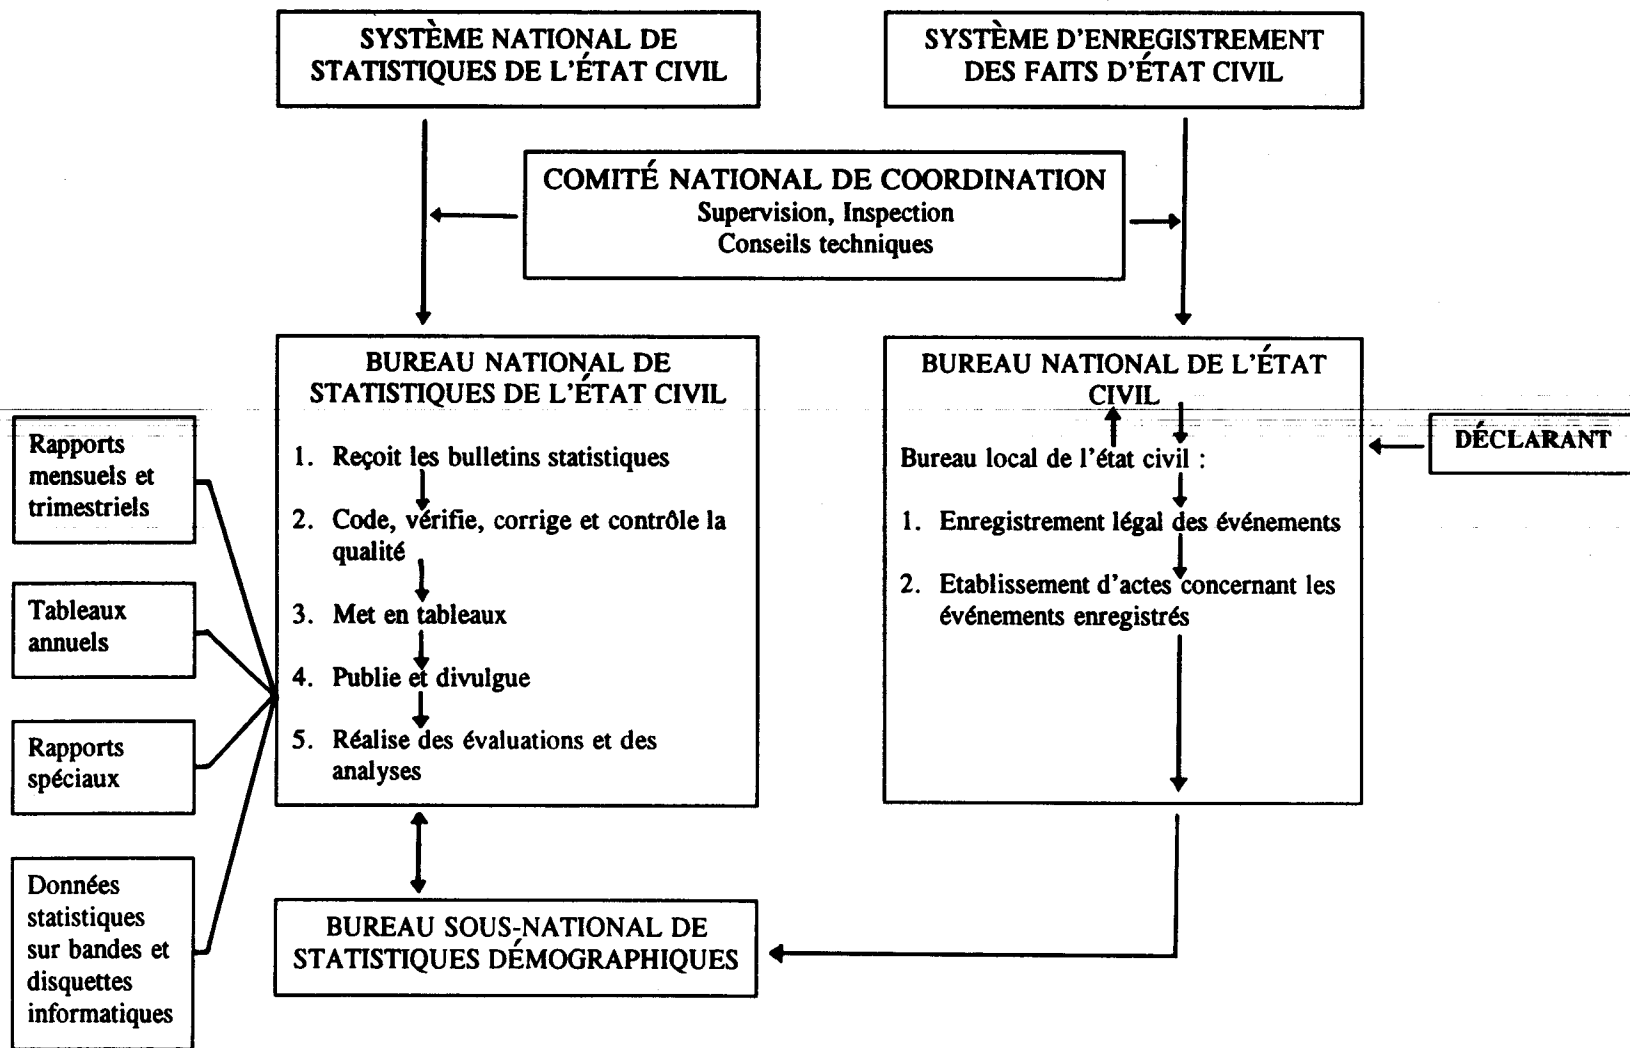 SYSTÈME NATIONAL DE
STATISTIQUES DE L'ÉTAT CIVIL
SYSTÈME D'ENREGISTREMENT
DES FAITS D'ÉTAT CIVIL
COMITÉ NATIONAL DE COORDINATION
Supervision, Inspection
Conseils techniques
BUREAU NATIONAL DE
STATISTIQUES DE L'ÉTAT CIVIL
1. Reçoit les bulletins statistiques
2. Code, vérifie, corrige et contrôle la
qualité
3. Met en tableaux
4. Publie et divulgue
5. Réalise des évaluations et des
analyses
BUREAU NATIONAL DE L'ÉTAT
CIVIL
Bureau local de l'état civil :
1. Enregistrement légal des événements
2. Etablissement d'actes concernant les
événements enregistrés
DÉCLARANT
Rapports
mensuels et
trimestriels
Tableaux
annuels
Rapports
spéciaux
Données
statistiques
sur bandes et
disquettes
informatiques
BUREAU SOUS-NATIONAL DE
STATISTIQUES DÉMOGRAPHIQUES